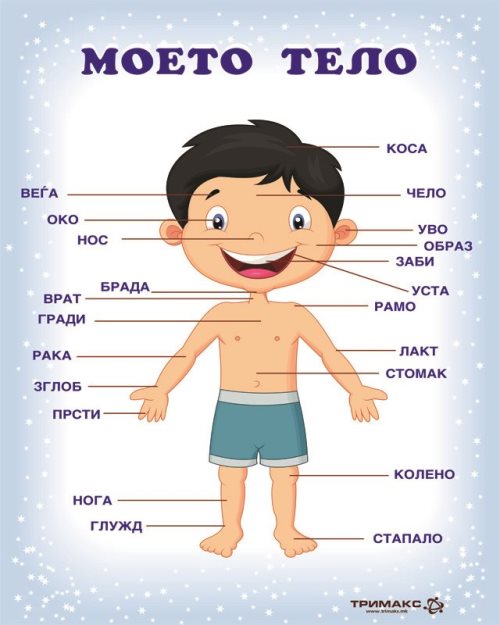 МОЕТО ТЕЛО
КОСА
ВЕЃА
ЧЕЛО
ОКО
УВО
НОС
ОБРАЗ
ЗАБИ
БРАДА
УСТА
ВРАТ
РАМО
ГРАДИ
РАКА
ЛАКТ
СТОМАК
ЗГЛОБ
ПРСТИ
КОЛЕНО
НОГА
ГЛУЖД
СТАПАЛО
ТРИМАКС
www.trimaks.mk